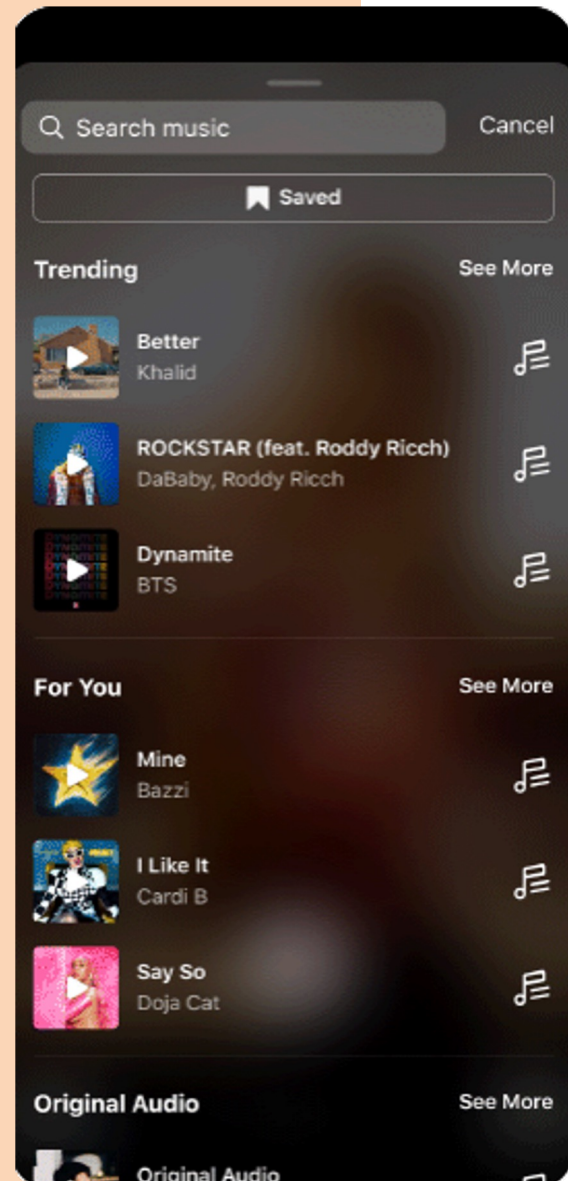 Search music
Cancel
Saved
Trending
See More
Better
Khalid
ROCKSTAR (feat. Roddy Ricch)
DaBaby, Roddy Ricch
Dynamite
BTS
For You
See More
Mine
Bazzi
I Like It
Cardi B
Say So
Doja Cat
Original Audio
See More
Original Audio